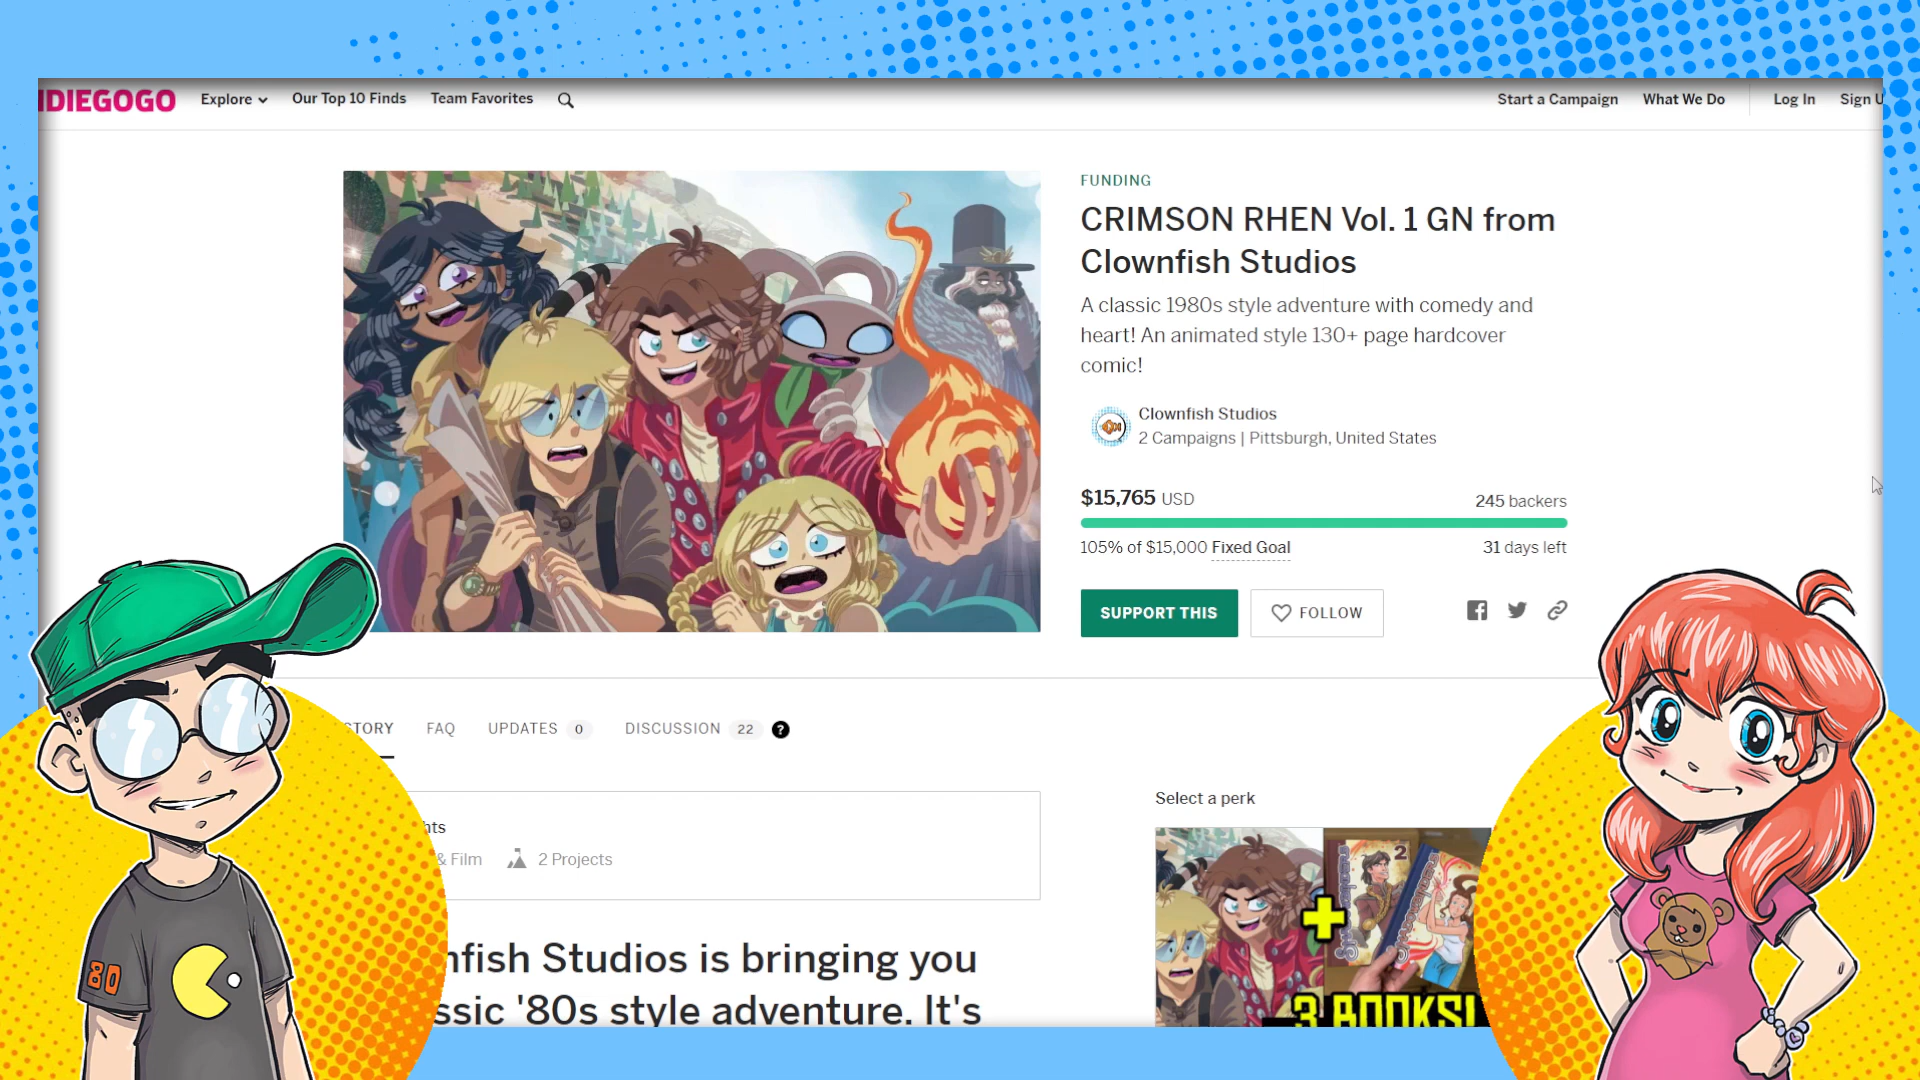 INDIEGOGO Explore Our Top 10 Finds Team Favorites Start a Campaign What We Do Log In Sign U
FUNDING
CRIMSON RHEN Vol. 1 GN from
Clownfish Studios
A classic 1980s style adventure with comedy and
heart! An animated style 130+ page hardcover
comic!
Clownfish Studios
2 Campaigns | Pittsburgh, United States
$15,765 USD 245 backers
105% of $15,000 Fixed Goal 31 days left
SUPPORT THIS FOLLOW
STORY FAQ UPDATES 0 DISCUSSION 22 ?
Select a perk
hts
& Film 2 Projects
2
+
3 BOOKS!
nfish Studios is bringing you
ssic '80s style adventure. It's
80